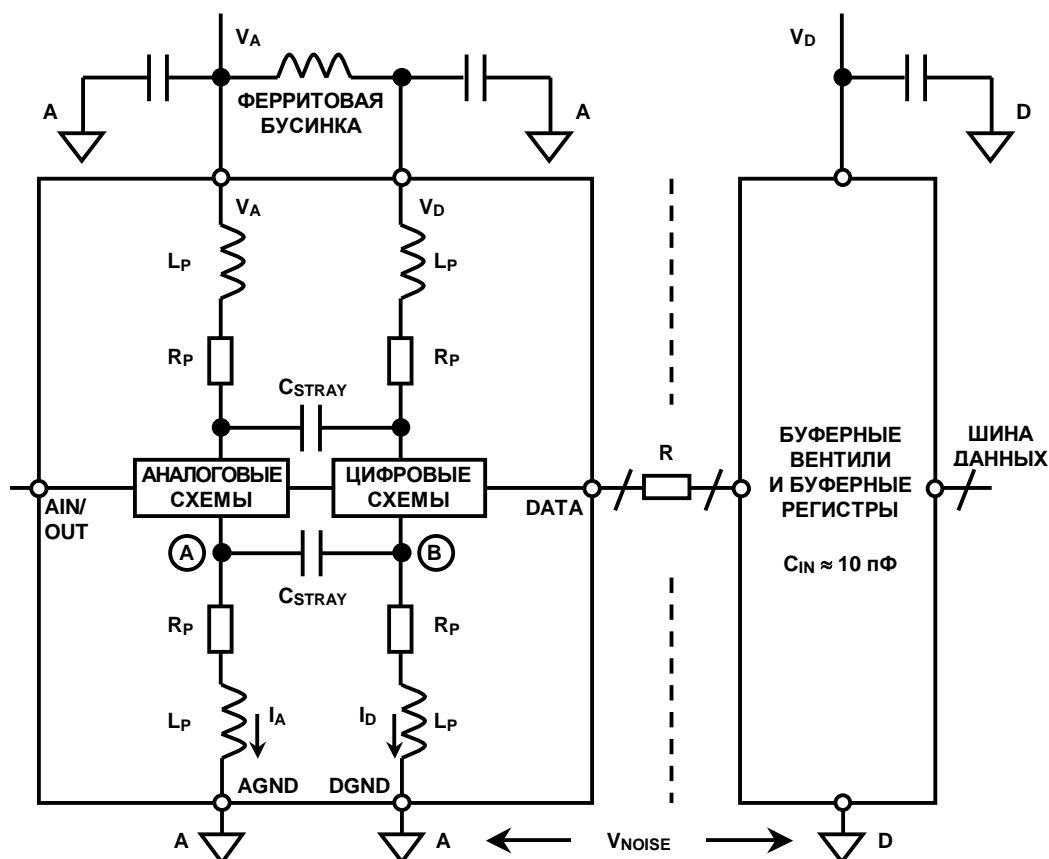 VA
VD
ФЕРРИТОВАЯ
БУСИНКА
A
A
D
VA
VD
LP
LP
RP
RP
CSTRAY
АНАЛОГОВЫЕ
СХЕМЫ
ЦИФРОВЫЕ
СХЕМЫ
R
БУФЕРНЫЕ
ВЕНТИЛИ
И БУФЕРНЫЕ
РЕГИСТРЫ
CIN ≈ 10 пФ
ШИНА
ДАННЫХ
AIN/
OUT
DATA
A
B
CSTRAY
RP
RP
LP
IA
ID
LP
AGND
DGND
A
A
VNOISE
D